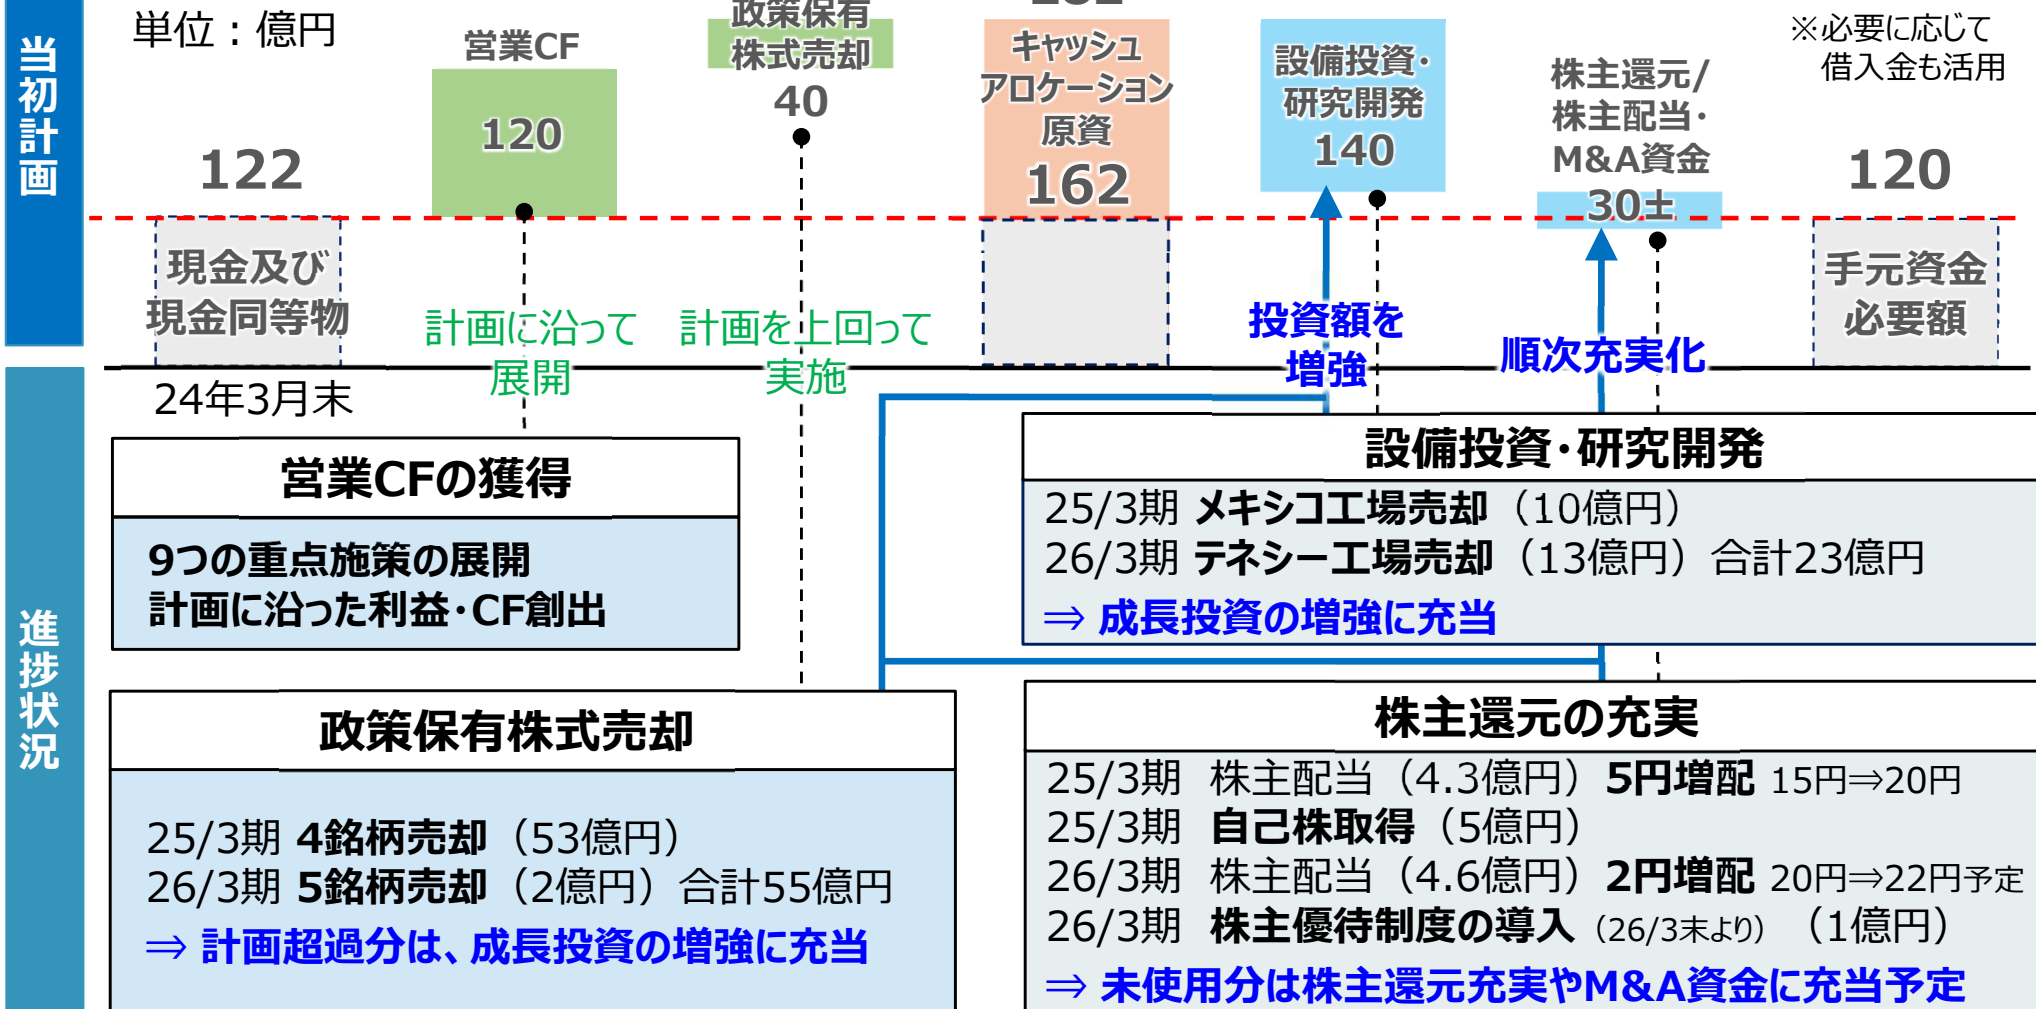 当初計画
単位：億円
122
現金及び
現金同等物
24年3月末
営業CF
120
計画に沿って
展開
政策保有
株式売却
40
計画を上回って
実施
キャッシュ
アロケーション
原資
162
設備投資・
研究開発
140
投資額を
増強
株主還元/
株主配当・
M&A資金
30±
順次充実化
※必要に応じて
借入金も活用
120
手元資金
必要額
進捗状況
営業CFの獲得
9つの重点施策の展開
計画に沿った利益・CF創出
政策保有株式売却
25/3期 4銘柄売却（53億円）
26/3期 5銘柄売却（2億円）合計55億円
⇒ 計画超過分は、成長投資の増強に充当
設備投資・研究開発
25/3期 メキシコ工場売却（10億円）
26/3期 テネシー工場売却（13億円）合計23億円
⇒ 成長投資の増強に充当
株主還元の充実
25/3期 株主配当（4.3億円）5円増配 15円⇒20円
25/3期 自己株取得（5億円）
26/3期 株主配当（4.6億円）2円増配 20円⇒22円予定
26/3期 株主優待制度の導入（26/3末より）（1億円）
⇒ 未使用分は株主還元充実やM&A資金に充当予定